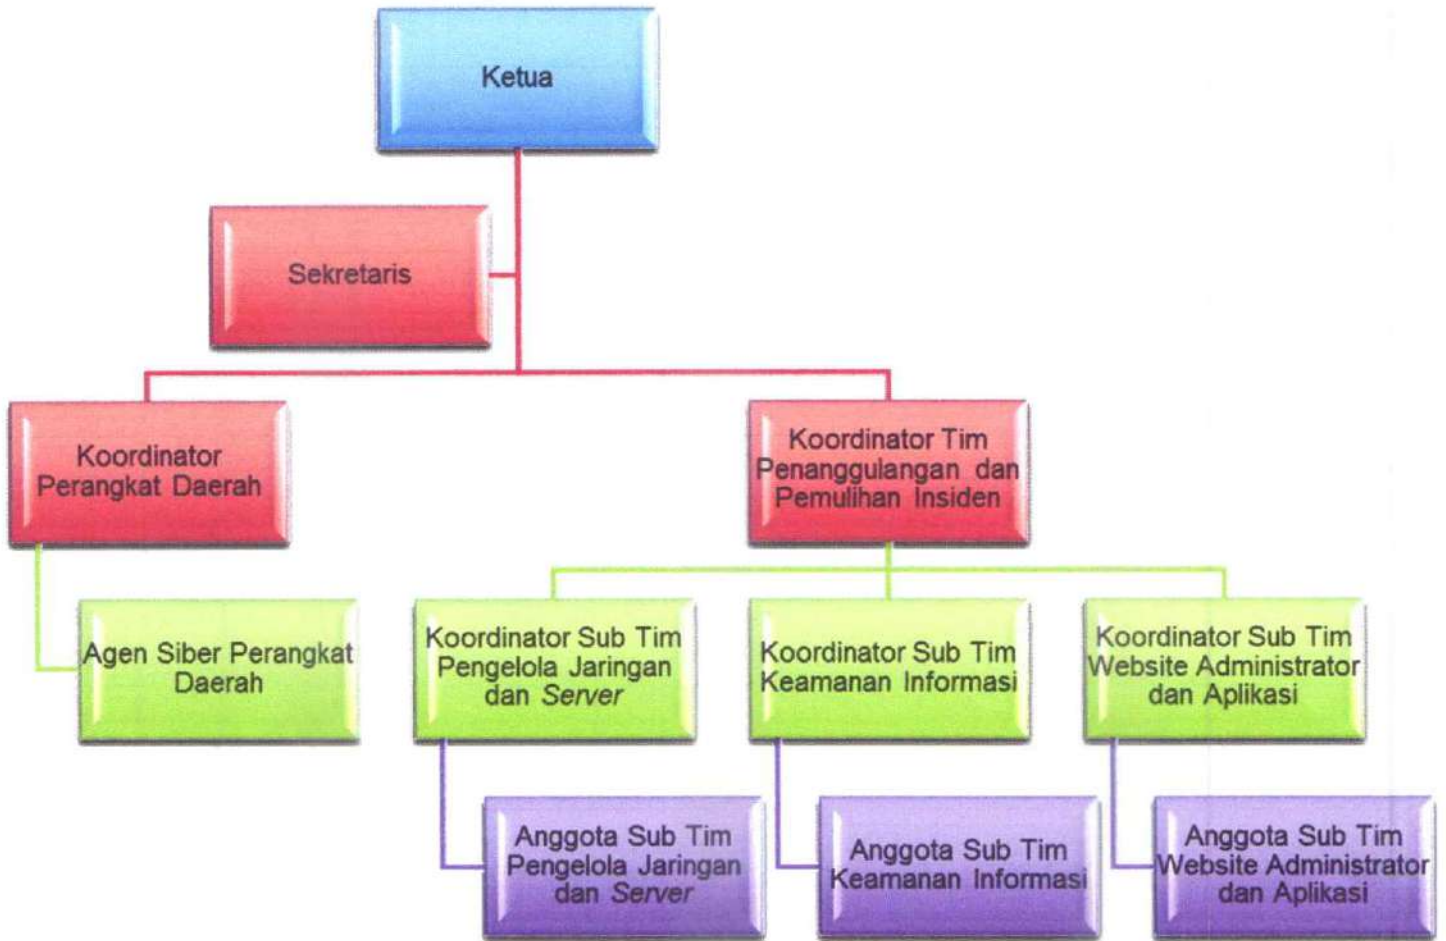 Ketua
Sekretaris
Koordinator
Perangkat Daerah
Koordinator Tim
Penanggulangan dan
Pemulihan Insiden
Agen Siber Perangkat
Daerah
Koordinator Sub Tim
Pengelola Jaringan
dan Server
Koordinator Sub Tim
Keamanan Informasi
Koordinator Sub Tim
Website Administrator
dan Aplikasi
Anggota Sub Tim
Pengelola Jaringan
dan Server
Anggota Sub Tim
Keamanan Informasi
Anggota Sub Tim
Website Administrator
dan Aplikasi